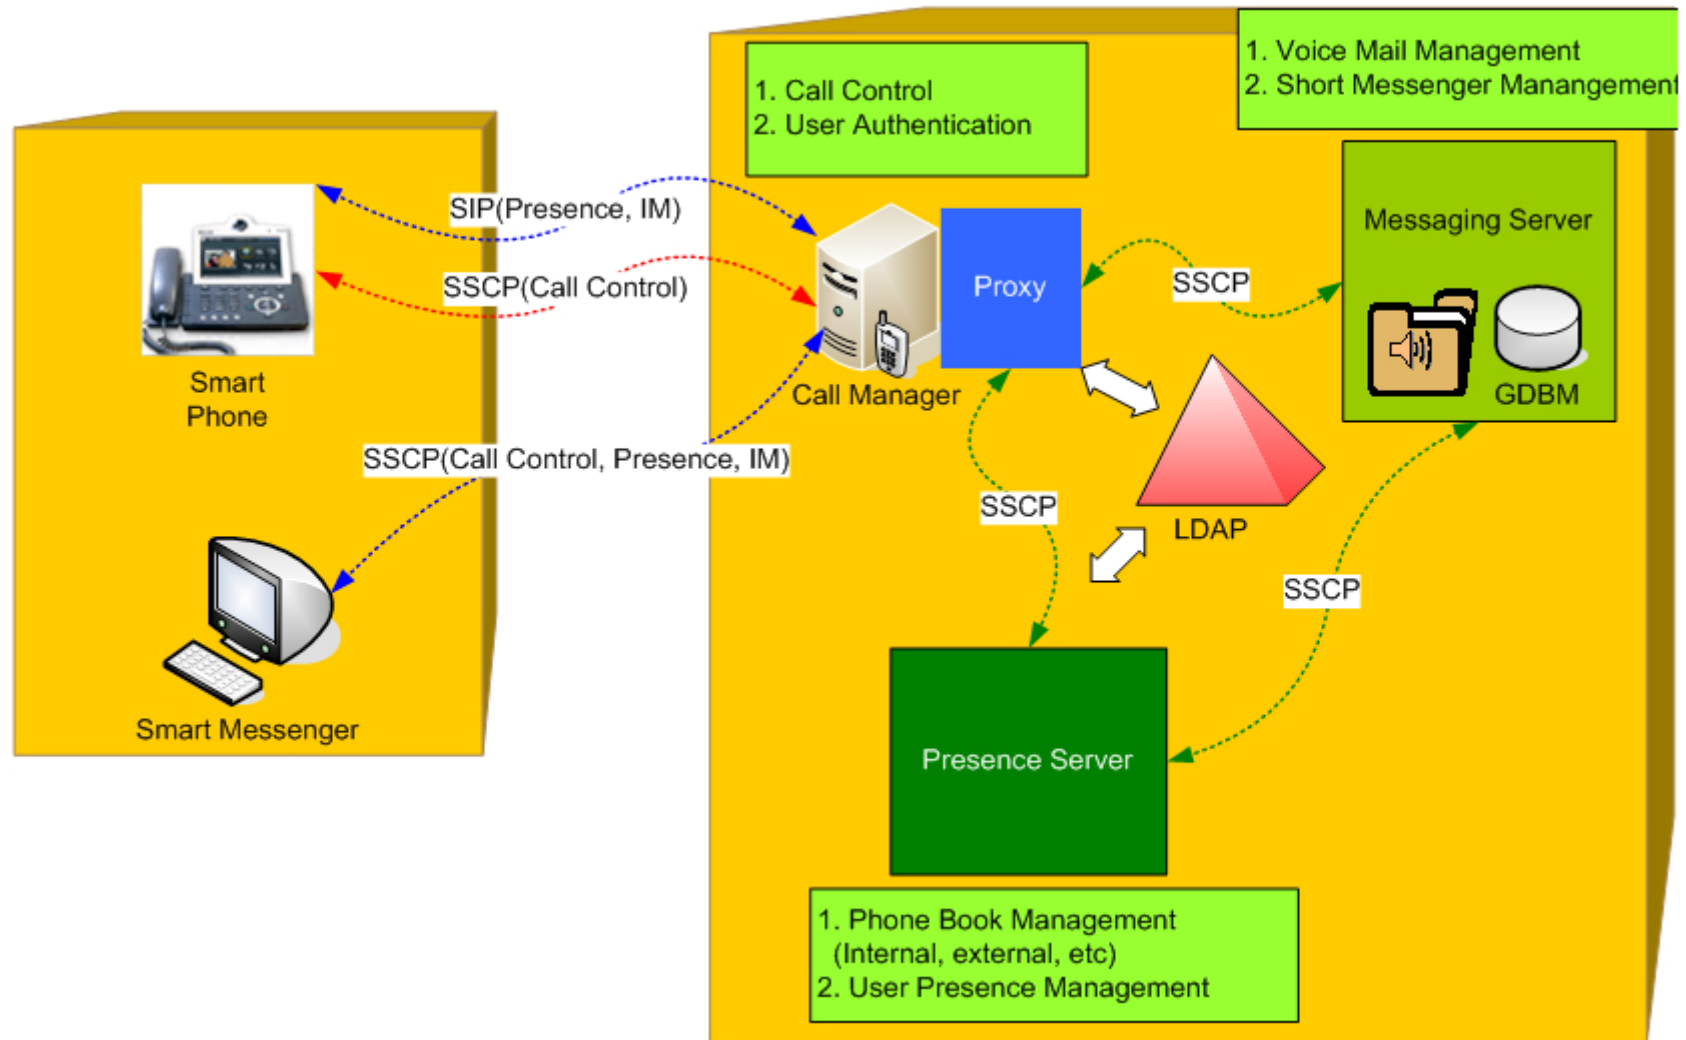 1. Voice Mail Management
2. Short Messenger Manangement
1. Call Control
2. User Authentication
SIP(Presence, IM)
Messaging Server
SSCP(Call Control)
Proxy
SSCP
Smart
Phone
Call Manager
GDBM
SSCP(Call Control, Presence, IM)
SSCP
LDAP
SSCP
Smart Messenger
Presence Server
1. Phone Book Management
(Internal, external, etc)
2. User Presence Management